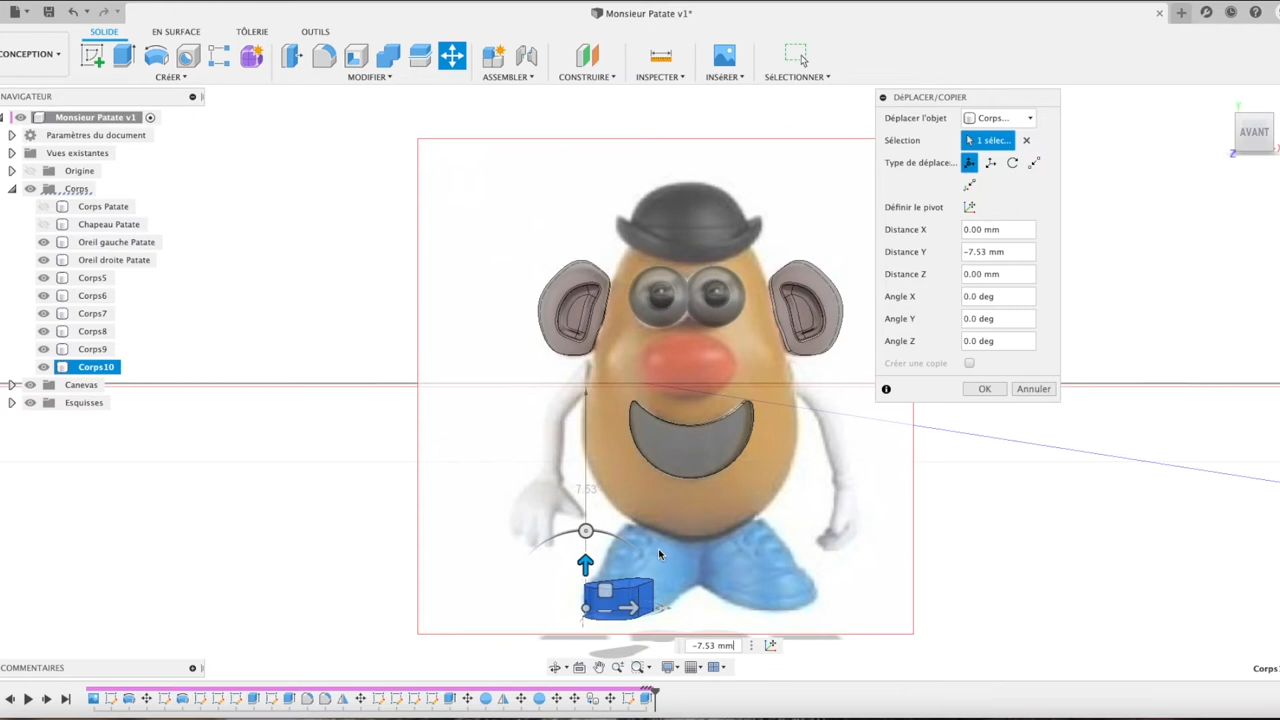 Monsieur Patate v1*
SOLIDE EN SURFACE TÔLERIE OUTILS
CONCEPTION
CRÉER MODIFIER ASSEMBLER CONSTRUIRE INSPECTER INSÉRER SÉLECTIONNER
NAVIGATEUR
Monsieur Patate v1
Paramètres du document
Vues existantes
Origine
Corps
Corps Patate
Chapeau Patate
Oreil gauche Patate
Oreil droite Patate
Corps5
Corps6
Corps7
Corps8
Corps9
Corps10
Canevas
Esquisses
DéPLACER/COPIER
Déplacer l'objet Corps...
Sélection 1 sélec...
Type de déplace...
Définir le pivot
Distance X 0.00 mm
Distance Y -7.53 mm
Distance Z 0.00 mm
Angle X 0.0 deg
Angle Y 0.0 deg
Angle Z 0.0 deg
Créer une copie
OK Annuler
Y
AVANT
Z
7.53
-7.53 mm
COMMENTAIRES
Corps1